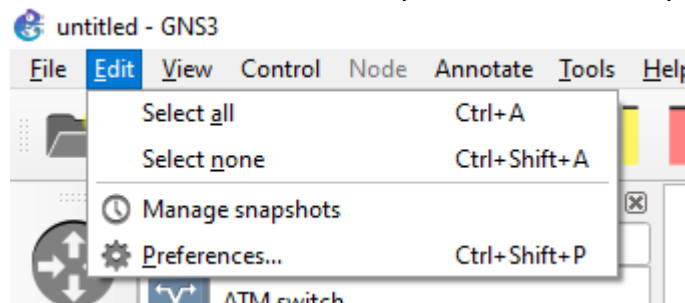 untitled - GNS3
File Edit View Control Node Annotate Tools Help
Select all Ctrl+A
Select none Ctrl+Shift+A
Manage snapshots
Preferences... Ctrl+Shift+P
ATM switch